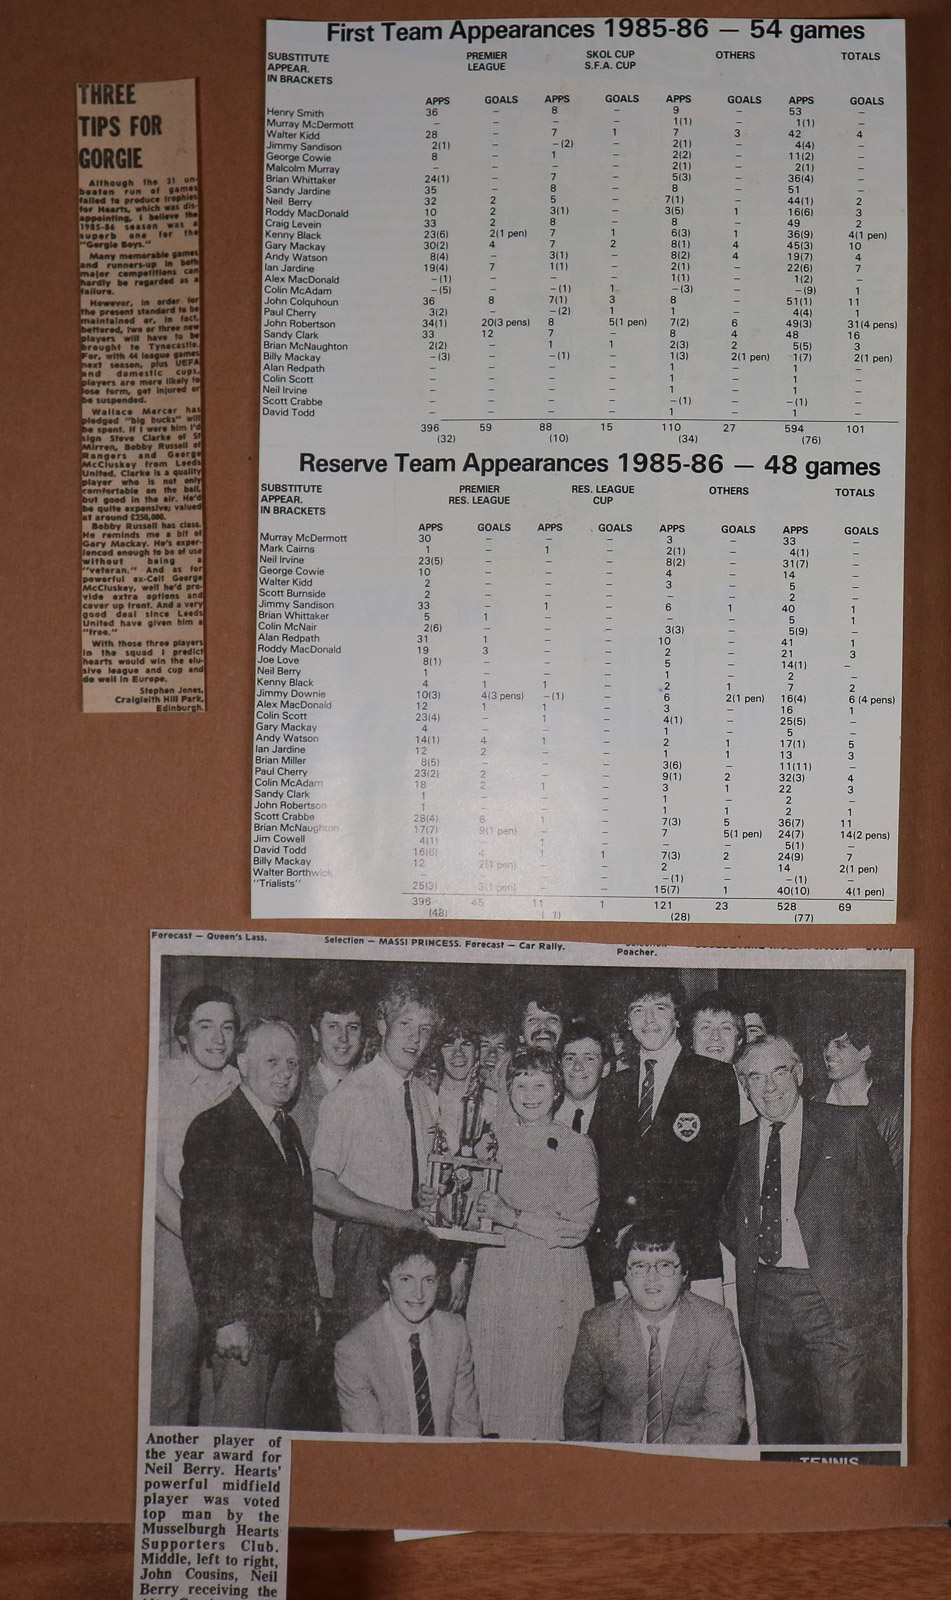 THREE
TIPS FOR
GORGIE
Although the 31 un-
beaten run of games
failed to produce trophies
for Hearts, which was dis-
appointing, I believe the
1985-86 season was a
superb one for the
"Gorgie Boys."
Many memorable games
and runners-up in both
major competitions can
hardly be regarded as a
failure.
However, in order for
the present standard to be
maintained or, in fact,
bettered, two or three new
players will have to be
brought to Tynecastle.
For, with 44 league games
next season, plus UEFA
and domestic cups,
players are more likely to
lose form, get injured or
be suspended.
Wallace Mercer has
pledged "big bucks" will
be spent. If I were him I'd
sign Steve Clarke of St
Mirren, Bobby Russell of
Rangers and George
McCluskey from Leeds
United. Clarke is a quality
player who is not only
comfortable on the ball,
but good in the air. He'd
be quite expensive; valued
at around £250,000.
Bobby Russell has class.
He reminds me a bit of
Gary Mackay. He's exper-
ienced enough to be of use
without being a
"veteran." And as for
powerful ex-Celt George
McCluskey, well he'd pro-
vide extra options and
cover up front. And a very
good deal since Leeds
United have given him a
"free."
With those three players
in the squad I predict
hearts would win the elu-
sive league and cup and
do well in Europe.
Stephen Jones,
Craigleith Hill Park,
Edinburgh.
First Team Appearances 1985-86 — 54 games
SUBSTITUTE APPEAR. IN BRACKETS PREMIER LEAGUE SKOL CUP S.F.A. CUP OTHERS TOTALS
APPS GOALS APPS GOALS APPS GOALS APPS GOALS
Henry Smith 36 – 8 – 9 – 53 –
Murray McDermott – – – – 1(1) – 1(1) –
Walter Kidd 28 – 7 1 7 3 42 4
Jimmy Sandison 2(1) – –(2) – 2(1) – 4(4) –
George Cowie 8 – 1 – 2(2) – 11(2) –
Malcolm Murray – – – – 2(1) – 2(1) –
Brian Whittaker 24(1) – 7 – 5(3) – 36(4) –
Sandy Jardine 35 – 8 – 8 – 51 –
Neil Berry 32 2 5 – 7(1) – 44(1) 2
Roddy MacDonald 10 2 3(1) – 3(5) 1 16(6) 3
Craig Levein 33 2 8 – 8 – 49 2
Kenny Black 23(6) 2(1 pen) 7 1 6(3) 1 36(9) 4(1 pen)
Gary Mackay 30(2) 4 7 2 8(1) 4 45(3) 10
Andy Watson 8(4) – 3(1) – 8(2) 4 19(7) 4
Ian Jardine 19(4) 7 1(1) – 2(1) – 22(6) 7
Alex MacDonald –(1) – – – 1(1) – 1(2) –
Colin McAdam –(5) – –(1) 1 –(3) – –(9) 1
John Colquhoun 36 8 7(1) 3 8 – 51(1) 11
Paul Cherry 3(2) – –(2) 1 1 – 4(4) 1
John Robertson 34(1) 20(3 pens) 8 5(1 pen) 7(2) 6 49(3) 31(4 pens)
Sandy Clark 33 12 7 – 8 4 48 16
Brian McNaughton 2(2) – 1 1 2(3) 2 5(5) 3
Billy Mackay –(3) – –(1) – 1(3) 2(1 pen) 1(7) 2(1 pen)
Alan Redpath – – – – 1 – 1 –
Colin Scott – – – – 1 – 1 –
Neil Irvine – – – – 1 – 1 –
Scott Crabbe – – – – –(1) – –(1) –
David Todd – – – – 1 – 1 –
396 59 88 15 110 27 594 101
(32) (10) (34) (76)
Reserve Team Appearances 1985-86 — 48 games
SUBSTITUTE APPEAR. IN BRACKETS PREMIER RES. LEAGUE RES. LEAGUE CUP OTHERS TOTALS
APPS GOALS APPS GOALS APPS GOALS APPS GOALS
Murray McDermott 30 – – – 3 – 33 –
Mark Cairns 1 – 1 – 2(1) – 4(1) –
Neil Irvine 23(5) – – – 8(2) – 31(7) –
George Cowie 10 – – – 4 – 14 –
Walter Kidd 2 – – – 3 – 5 –
Scott Burnside 2 – – – – – 2 –
Jimmy Sandison 33 – 1 – 6 1 40 1
Brian Whittaker 5 1 – – – – 5 1
Colin McNair 2(6) – – – 3(3) – 5(9) –
Alan Redpath 31 1 – – 10 – 41 1
Roddy MacDonald 19 3 – – 2 – 21 3
Joe Love 8(1) – – – 5 – 14(1) –
Neil Berry 1 – – – 1 – 2 –
Kenny Black 4 1 1 – 2 1 7 2
Jimmy Downie 10(3) 4(3 pens) –(1) – 6 2(1 pen) 16(4) 6 (4 pens)
Alex MacDonald 12 1 1 – 3 – 16 1
Colin Scott 23(4) – 1 – 4(1) – 25(5) –
Gary Mackay 4 – – – 1 – 5 –
Andy Watson 14(1) 4 1 – 2 1 17(1) 5
Ian Jardine 12 2 – – 1 1 13 3
Brian Miller 8(5) – – – 3(6) – 11(11) –
Paul Cherry 23(2) 2 – – 9(1) 2 32(3) 4
Colin McAdam 18 2 1 – 3 1 22 3
Sandy Clark 1 – – – 1 – 2 –
John Robertson 1 – – – 1 1 2 1
Scott Crabbe 28(4) 6 1 – 7(3) 5 36(7) 11
Brian McNaughton 17(7) 9(1 pen) – – 7 5(1 pen) 24(7) 14(2 pens)
Jim Cowell 4(1) – 1 – – – 5(1) –
David Todd 16(6) 4 1 1 7(3) 2 24(9) 7
Billy Mackay 12 2(1 pen) – – 2 – 14 2(1 pen)
Walter Borthwick – – – – –(1) – –(1) –
"Trialists" 25(3) 3(1 pen) – – 15(7) 1 40(10) 4(1 pen)
396 45 11 1 121 23 528 69
(48) (1) (28) (77)
Forecast — Queen's Lass.
Selection — MASSI PRINCESS. Forecast — Car Rally.
Poacher.
TENNIS
Another player of
the year award for
Neil Berry. Hearts'
powerful midfield
player was voted
top man by the
Musselburgh Hearts
Supporters Club.
Middle, left to right,
John Cousins, Neil
Berry receiving the